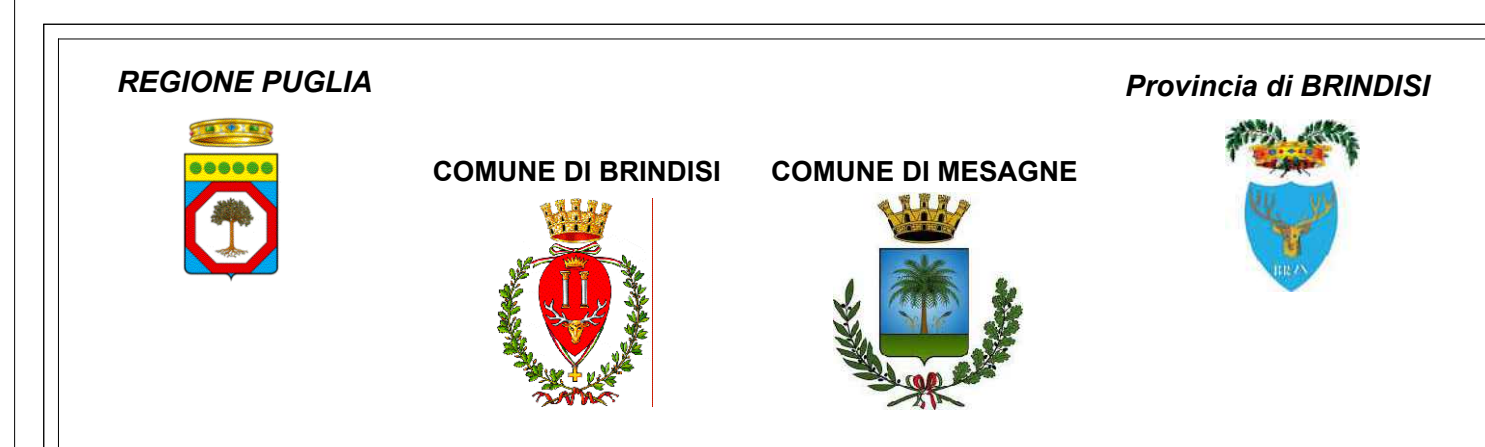 REGIONE PUGLIA
Provincia di BRINDISI
COMUNE DI BRINDISI
COMUNE DI MESAGNE